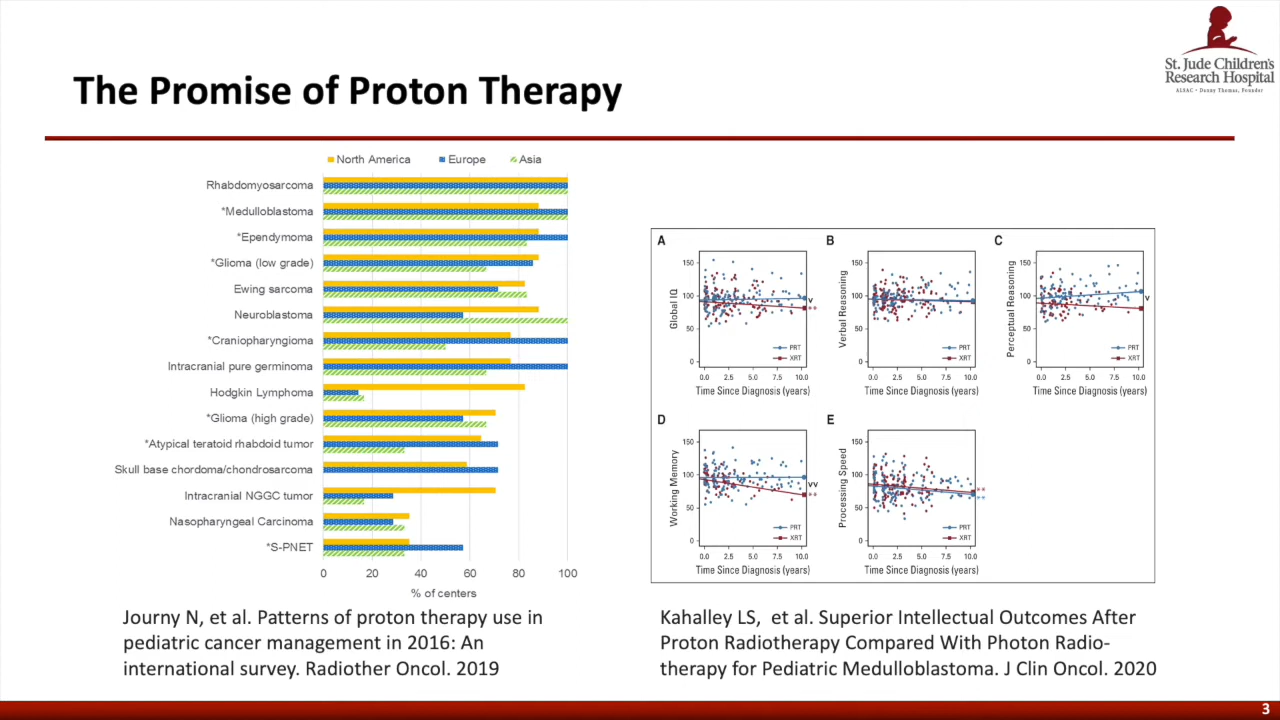 St. Jude Children's
Research Hospital
ALSAC • Danny Thomas, Founder
The Promise of Proton Therapy
North America Europe Asia
Rhabdomyosarcoma
*Medulloblastoma
*Ependymoma
*Glioma (low grade)
Ewing sarcoma
Neuroblastoma
*Craniopharyngioma
Intracranial pure germinoma
Hodgkin Lymphoma
*Glioma (high grade)
*Atypical teratoid rhabdoid tumor
Skull base chordoma/chondrosarcoma
Intracranial NGGC tumor
Nasopharyngeal Carcinoma
*S-PNET
0 20 40 60 80 100
% of centers
Journy N, et al. Patterns of proton therapy use in
pediatric cancer management in 2016: An
international survey. Radiother Oncol. 2019
A
Global IQ
150
100
50
0
v
**
PRT
XRT
0.0 2.5 5.0 7.5 10.0
Time Since Diagnosis (years)
B
Verbal Reasoning
150
100
50
0
PRT
XRT
0.0 2.5 5.0 7.5 10.0
Time Since Diagnosis (years)
C
Perceptual Reasoning
150
100
50
0
v
PRT
XRT
0.0 2.5 5.0 7.5 10.0
Time Since Diagnosis (years)
D
Working Memory
150
100
50
0
vv
**
PRT
XRT
0.0 2.5 5.0 7.5 10.0
Time Since Diagnosis (years)
E
Processing Speed
150
100
50
0
**
**
PRT
XRT
0.0 2.5 5.0 7.5 10.0
Time Since Diagnosis (years)
Kahalley LS, et al. Superior Intellectual Outcomes After
Proton Radiotherapy Compared With Photon Radio-
therapy for Pediatric Medulloblastoma. J Clin Oncol. 2020
3